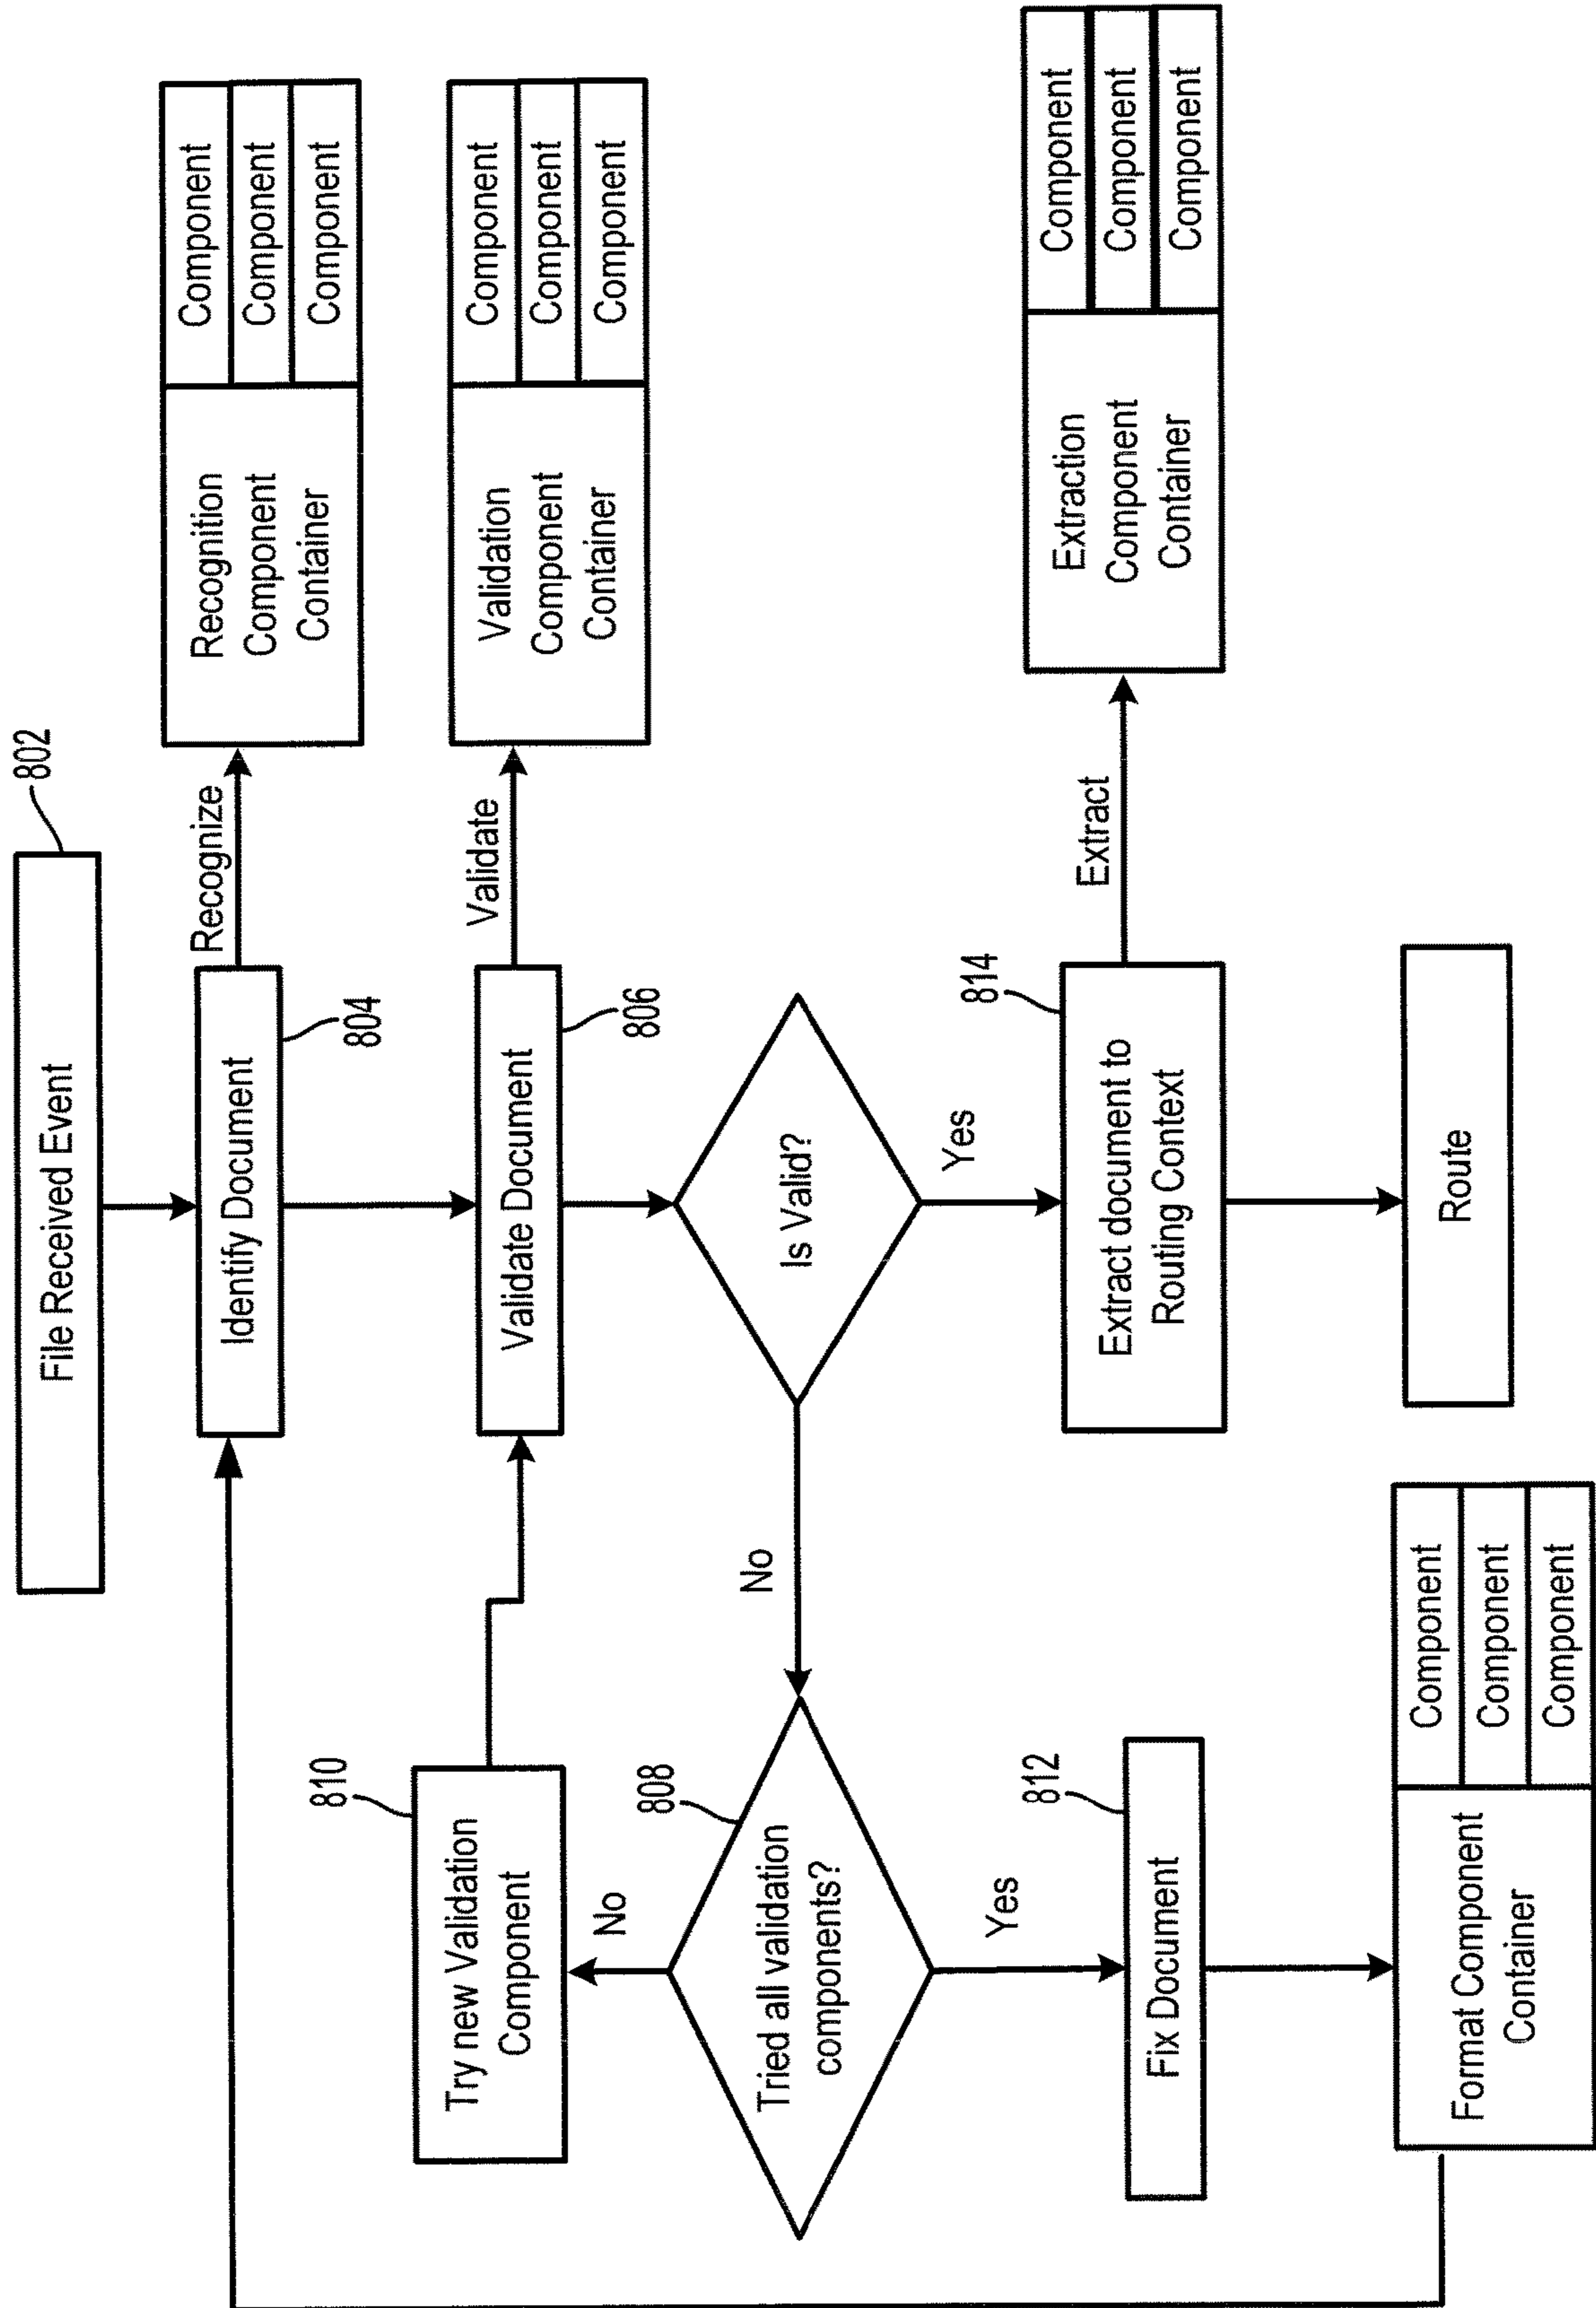 File Received Event
802
Identify Document
804
Recognize
Recognition
Component
Container
Component
Component
Component
Validate Document
806
Validate
Validation
Component
Container
Component
Component
Component
Try new Validation
Component
810
Is Valid?
No
Yes
Tried all validation
components?
808
No
Yes
Fix Document
812
Extract document to
Routing Context
814
Extract
Extraction
Component
Container
Component
Component
Component
Format Component
Container
Component
Component
Component
Route